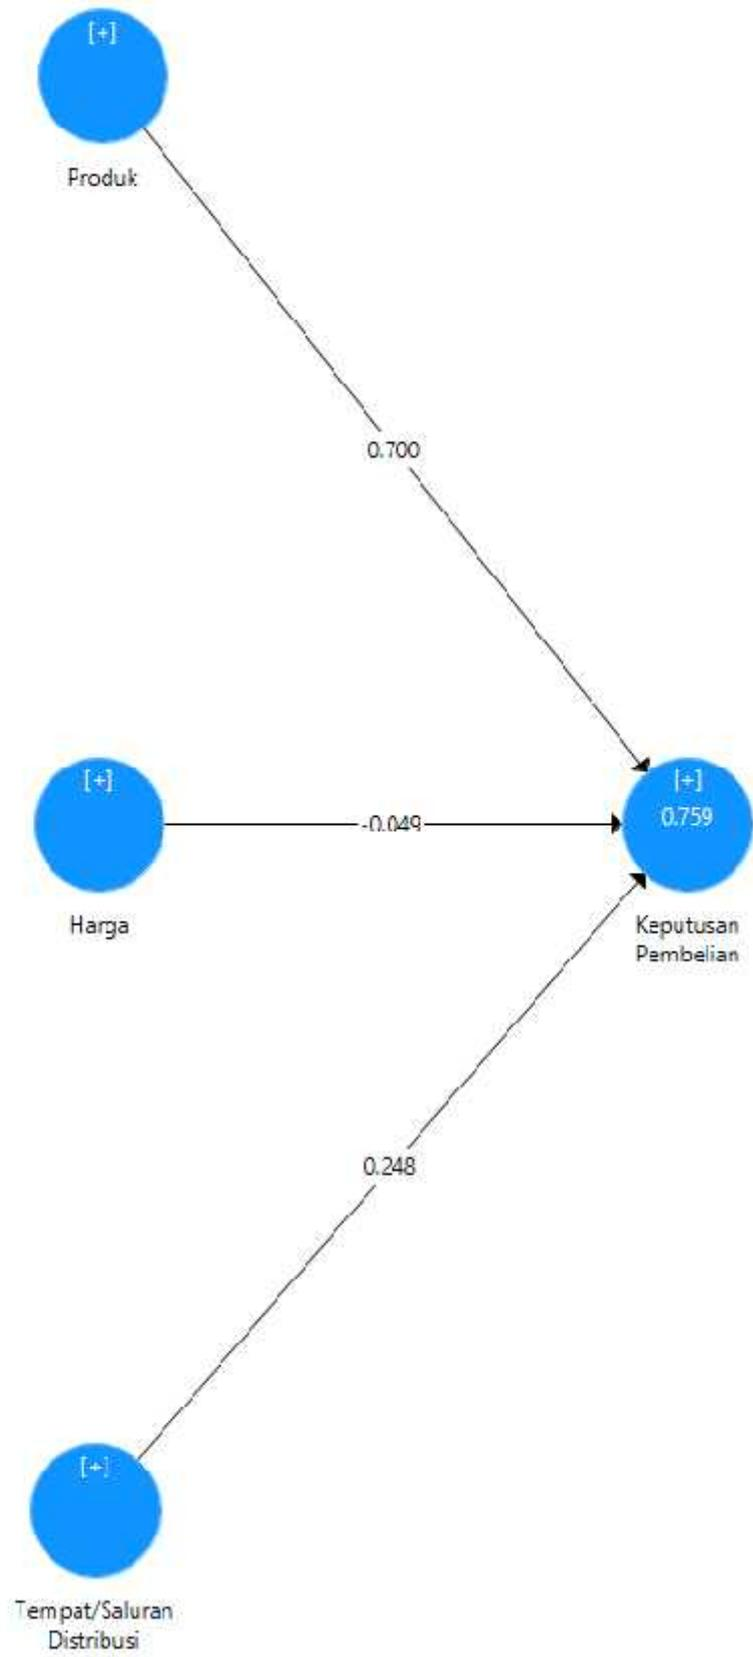 [+]
Produk
0.700
[+]
-0.049
[+]
0.759
Harga
Keputusan
Pembelian
0.248
[+]
Tempat/Saluran
Distribusi